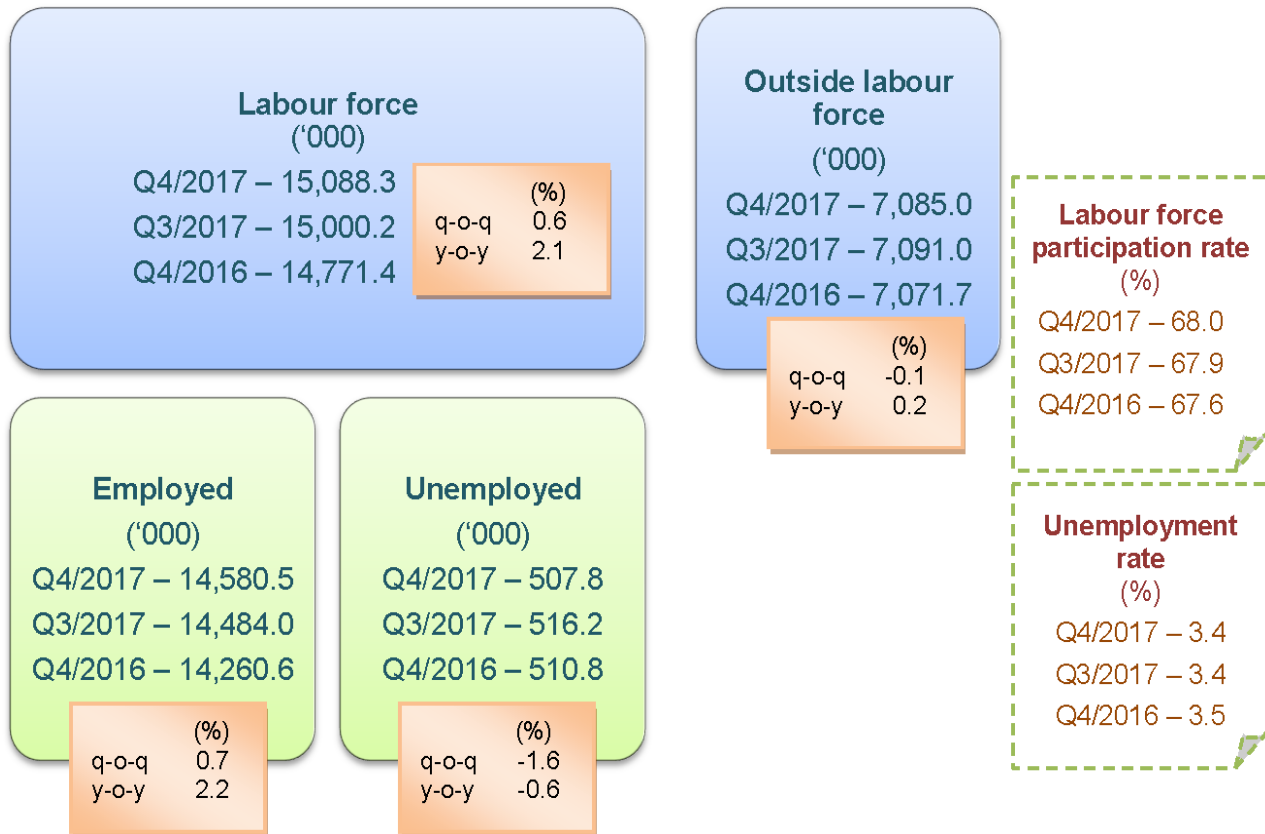 Labour force
(‘000)
Q4/2017 – 15,088.3
Q3/2017 – 15,000.2
Q4/2016 – 14,771.4
(%)
q-o-q 0.6
y-o-y 2.1
Outside labour
force
(‘000)
Q4/2017 – 7,085.0
Q3/2017 – 7,091.0
Q4/2016 – 7,071.7
(%)
q-o-q -0.1
y-o-y 0.2
Labour force
participation rate
(%)
Q4/2017 – 68.0
Q3/2017 – 67.9
Q4/2016 – 67.6
Employed
(‘000)
Q4/2017 – 14,580.5
Q3/2017 – 14,484.0
Q4/2016 – 14,260.6
(%)
q-o-q 0.7
y-o-y 2.2
Unemployed
(‘000)
Q4/2017 – 507.8
Q3/2017 – 516.2
Q4/2016 – 510.8
(%)
q-o-q -1.6
y-o-y -0.6
Unemployment
rate
(%)
Q4/2017 – 3.4
Q3/2017 – 3.4
Q4/2016 – 3.5